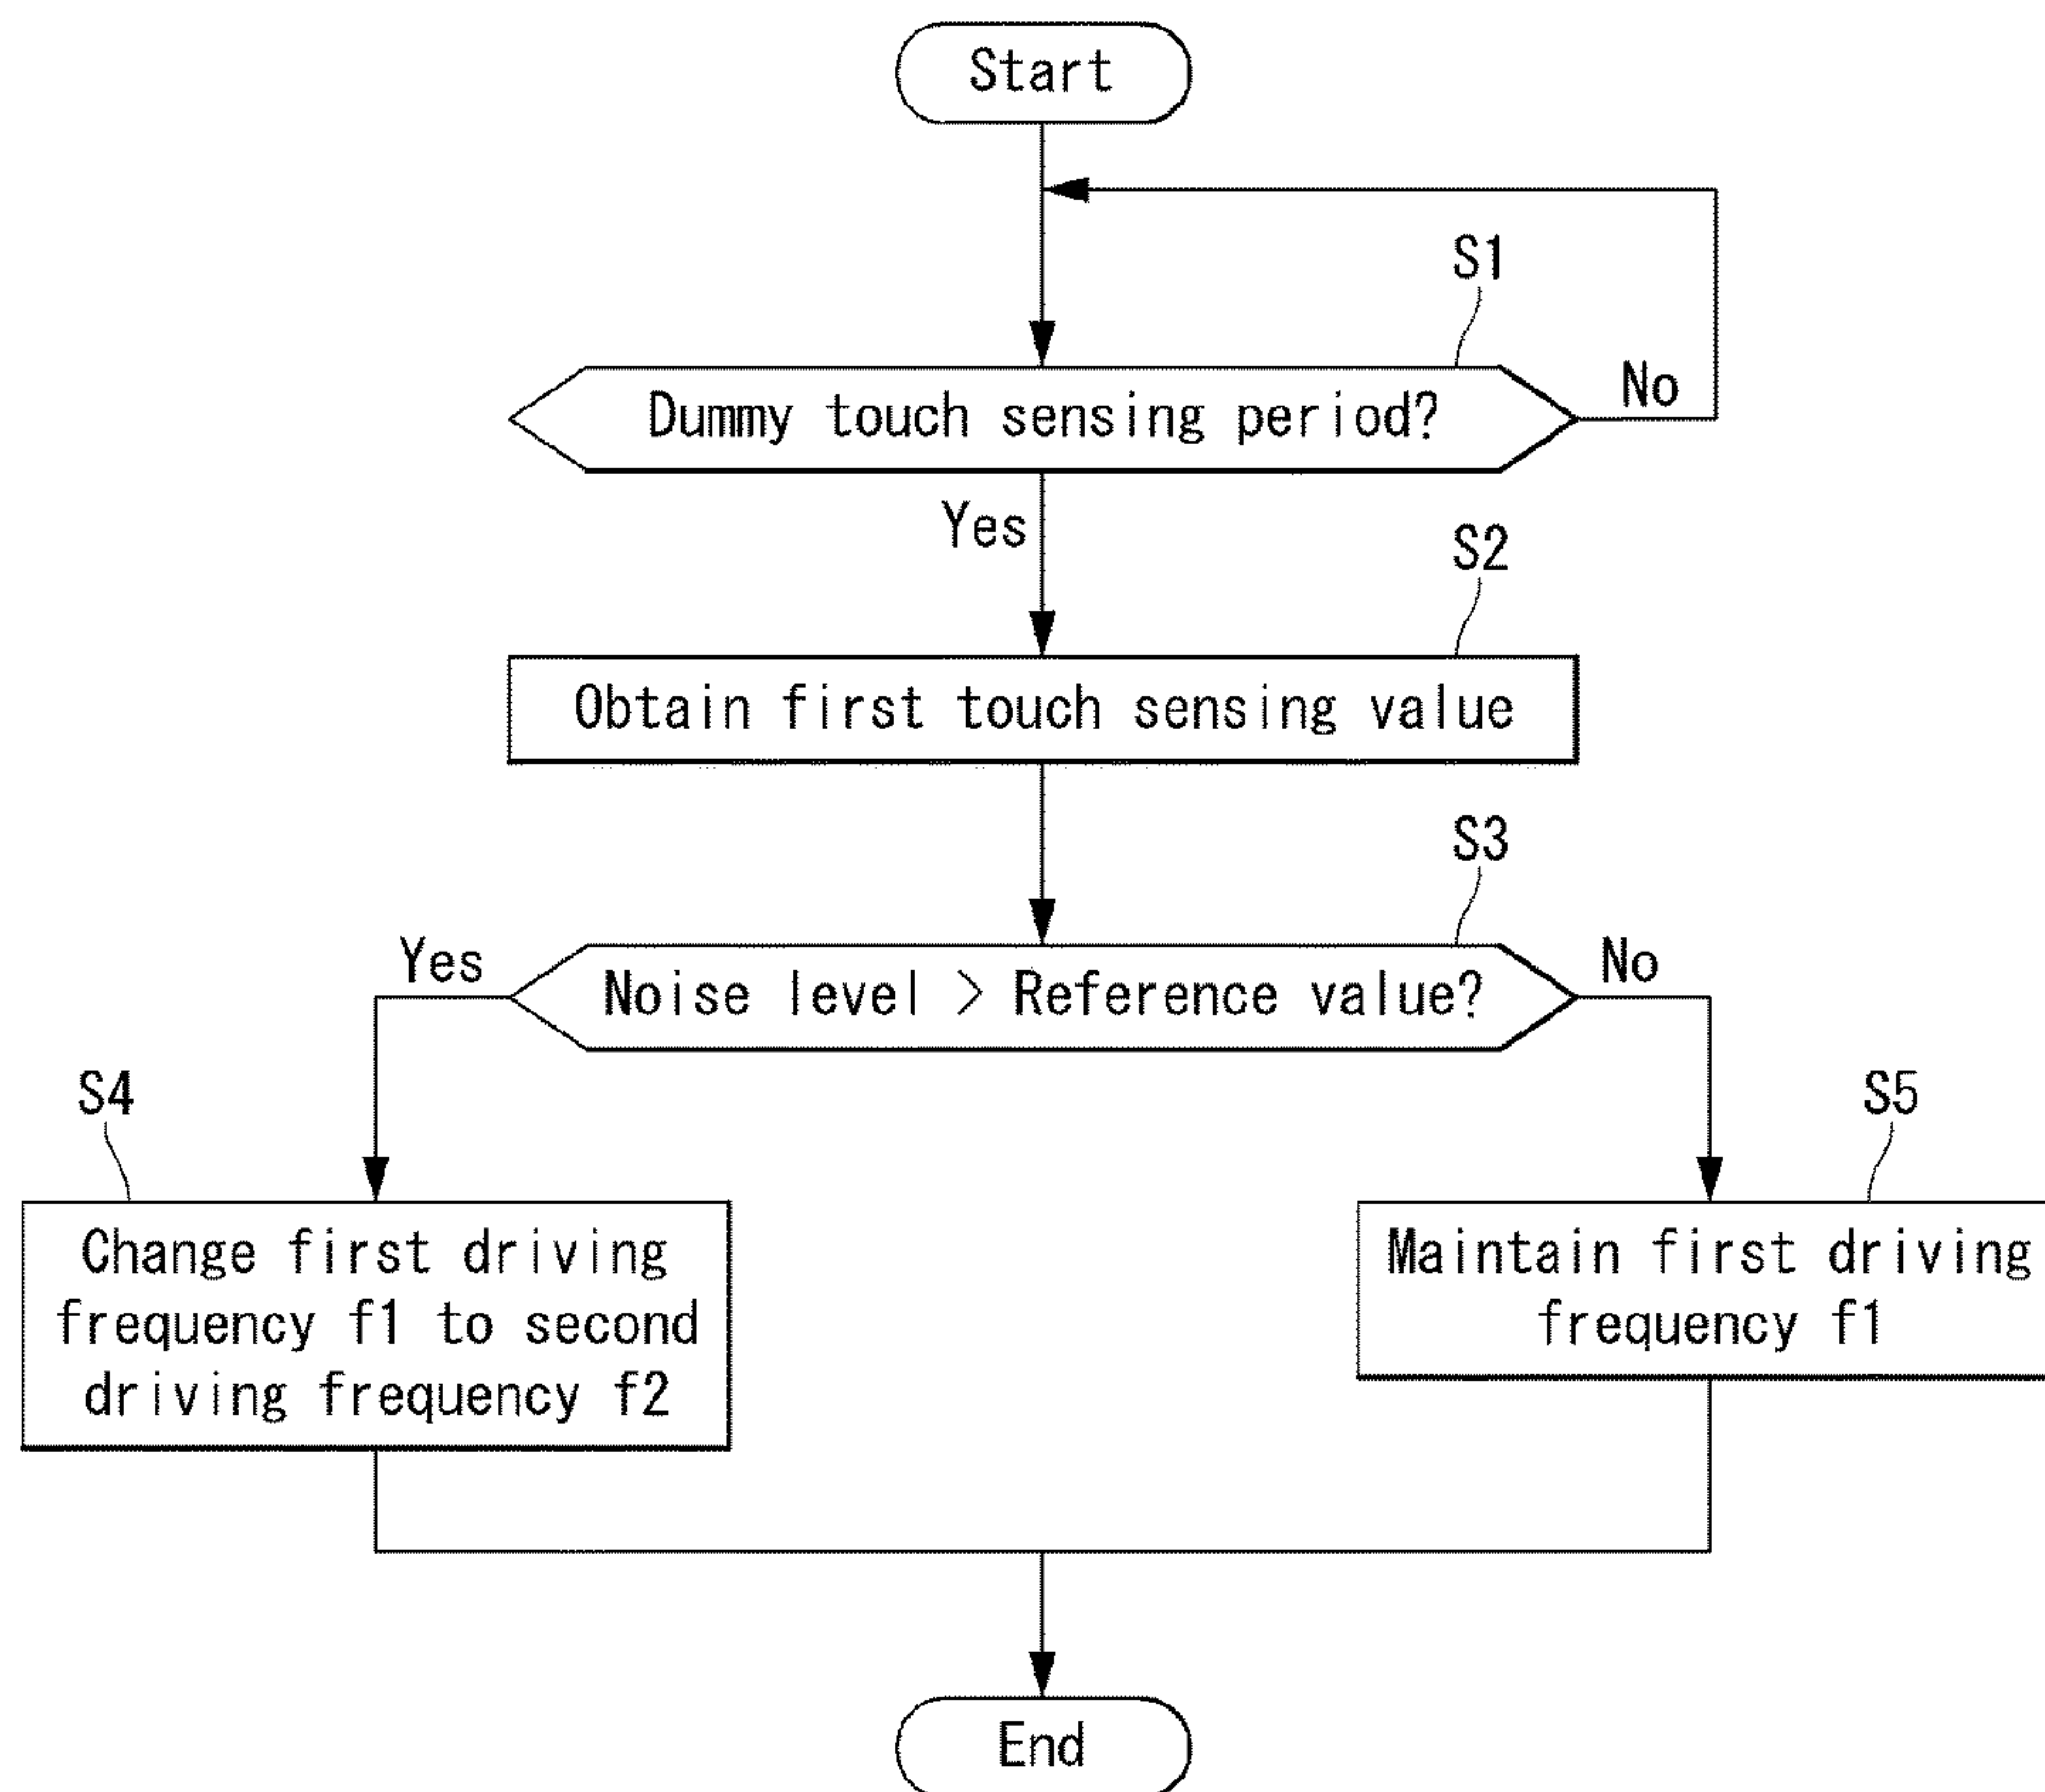 Start
S1
Dummy touch sensing period?
No
Yes
S2
Obtain first touch sensing value
S3
Yes
Noise level > Reference value?
No
S4
S5
Change first driving
frequency f1 to second
driving frequency f2
Maintain first driving
frequency f1
End